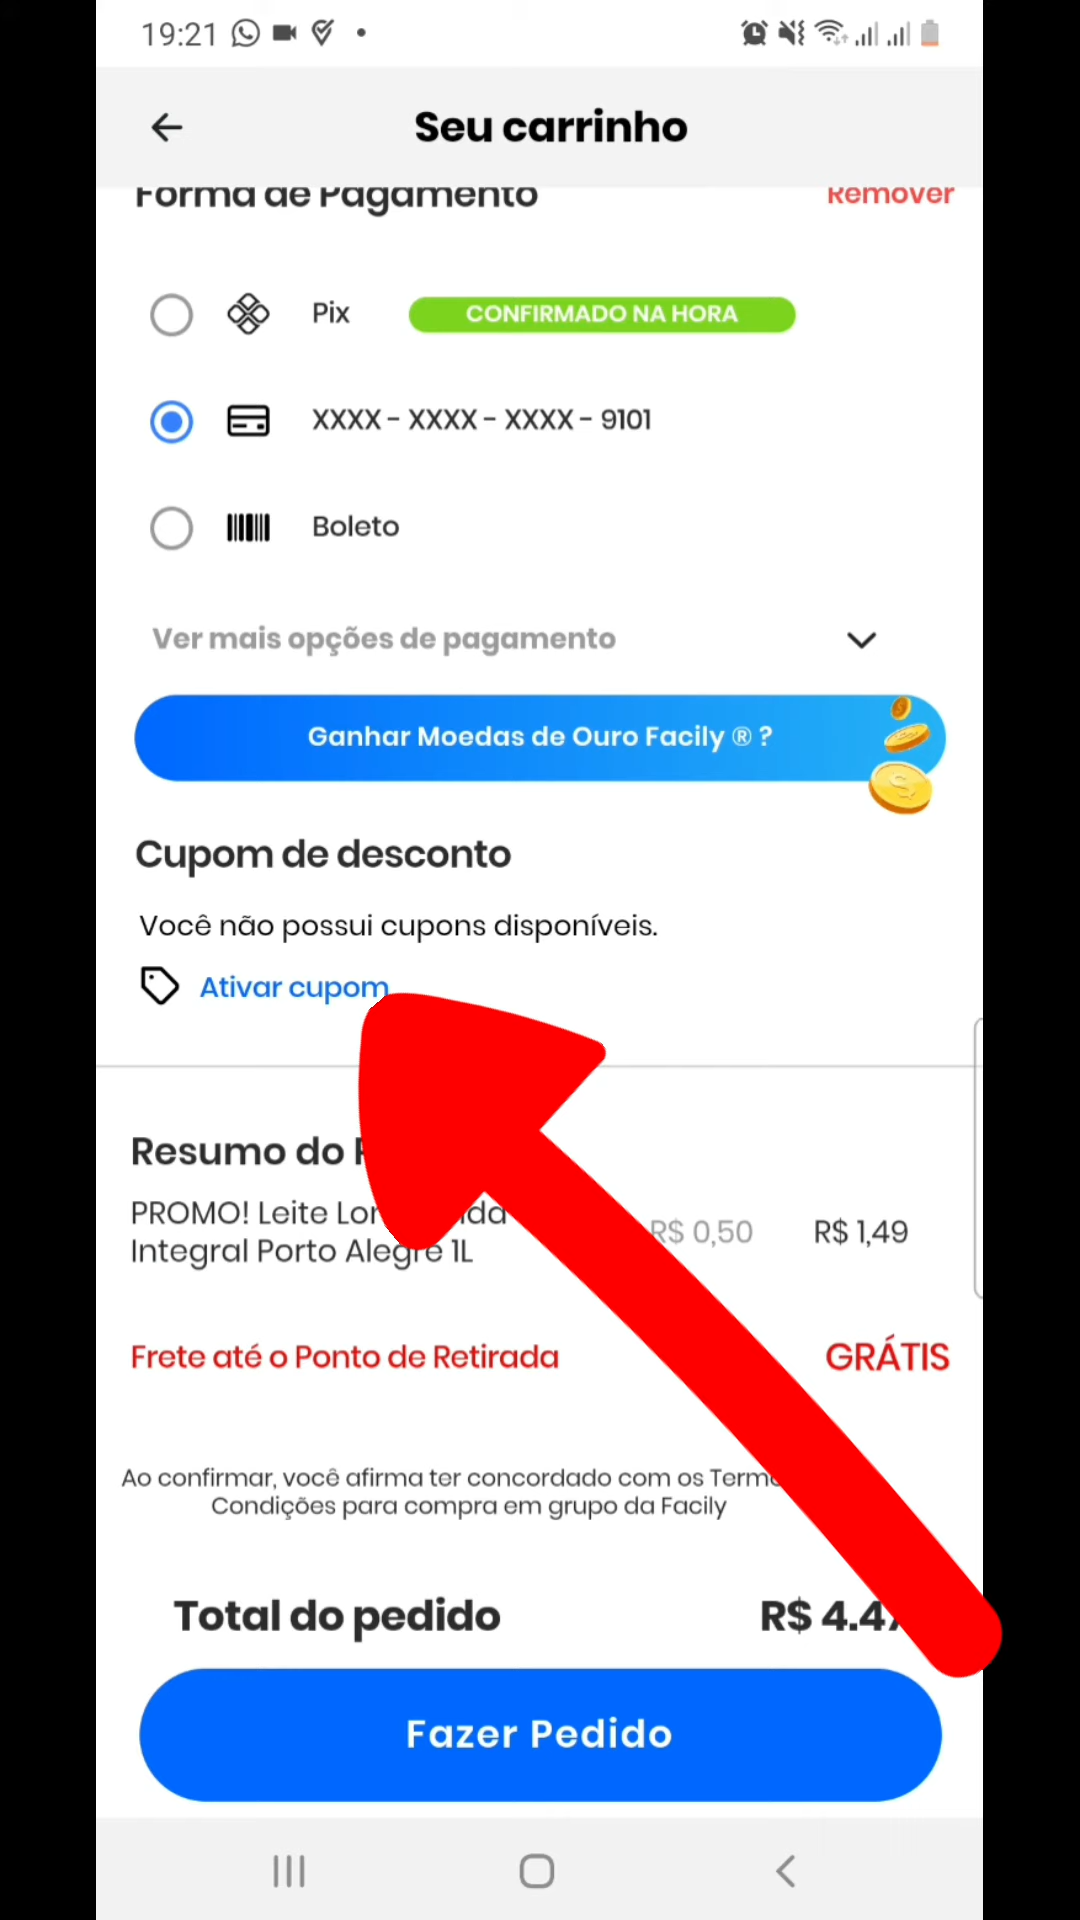 19:21
Seu carrinho
Forma de Pagamento
Remover
Pix
CONFIRMADO NA HORA
XXXX - XXXX - XXXX - 9101
Boleto
Ver mais opções de pagamento
Ganhar Moedas de Ouro Facily ® ?
Cupom de desconto
Você não possui cupons disponíveis.
Ativar cupom
Resumo do
PROMO! Leite
Integral Porto Alegre 1L
R$ 0,50
R$ 1,49
Frete até o Ponto de Retirada
GRÁTIS
Ao confirmar, você afirma ter concordado com os
Condições para compra em grupo da Facily
Total do pedido
R$ 4.4
Fazer Pedido